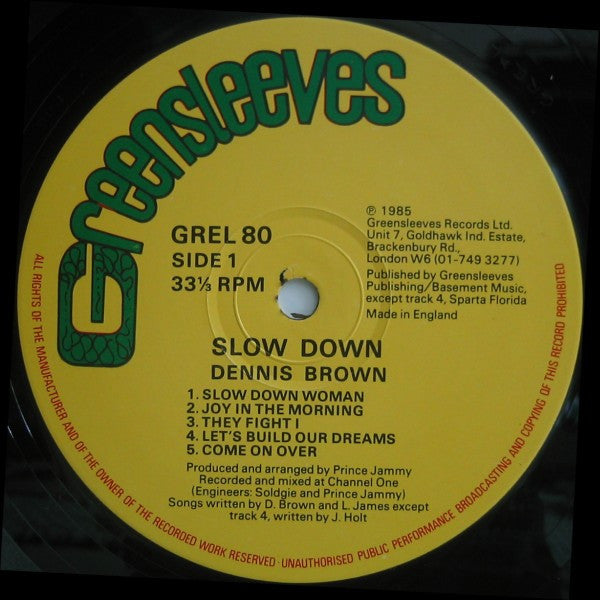 Greensleeves
GREL 80
SIDE 1
33⅓ RPM
℗ 1985
Greensleeves Records Ltd.
Unit 7, Goldhawk Ind. Estate,
Brackenbury Rd.,
London W6 (01-749 3277)
Published by Greensleeves
Publishing/Basement Music,
except track 4, Sparta Florida
Made in England
SLOW DOWN
DENNIS BROWN
1. SLOW DOWN WOMAN
2. JOY IN THE MORNING
3. THEY FIGHT I
4. LET'S BUILD OUR DREAMS
5. COME ON OVER
Produced and arranged by Prince Jammy
Recorded and mixed at Channel One
(Engineers: Soldgie and Prince Jammy)
Songs written by D. Brown and L. James except
track 4, written by J. Holt
ALL RIGHTS OF THE MANUFACTURER AND OF THE OWNER OF THE RECORDED WORK RESERVED · UNAUTHORISED PUBLIC PERFORMANCE BROADCASTING AND COPYING OF THIS RECORD PROHIBITED